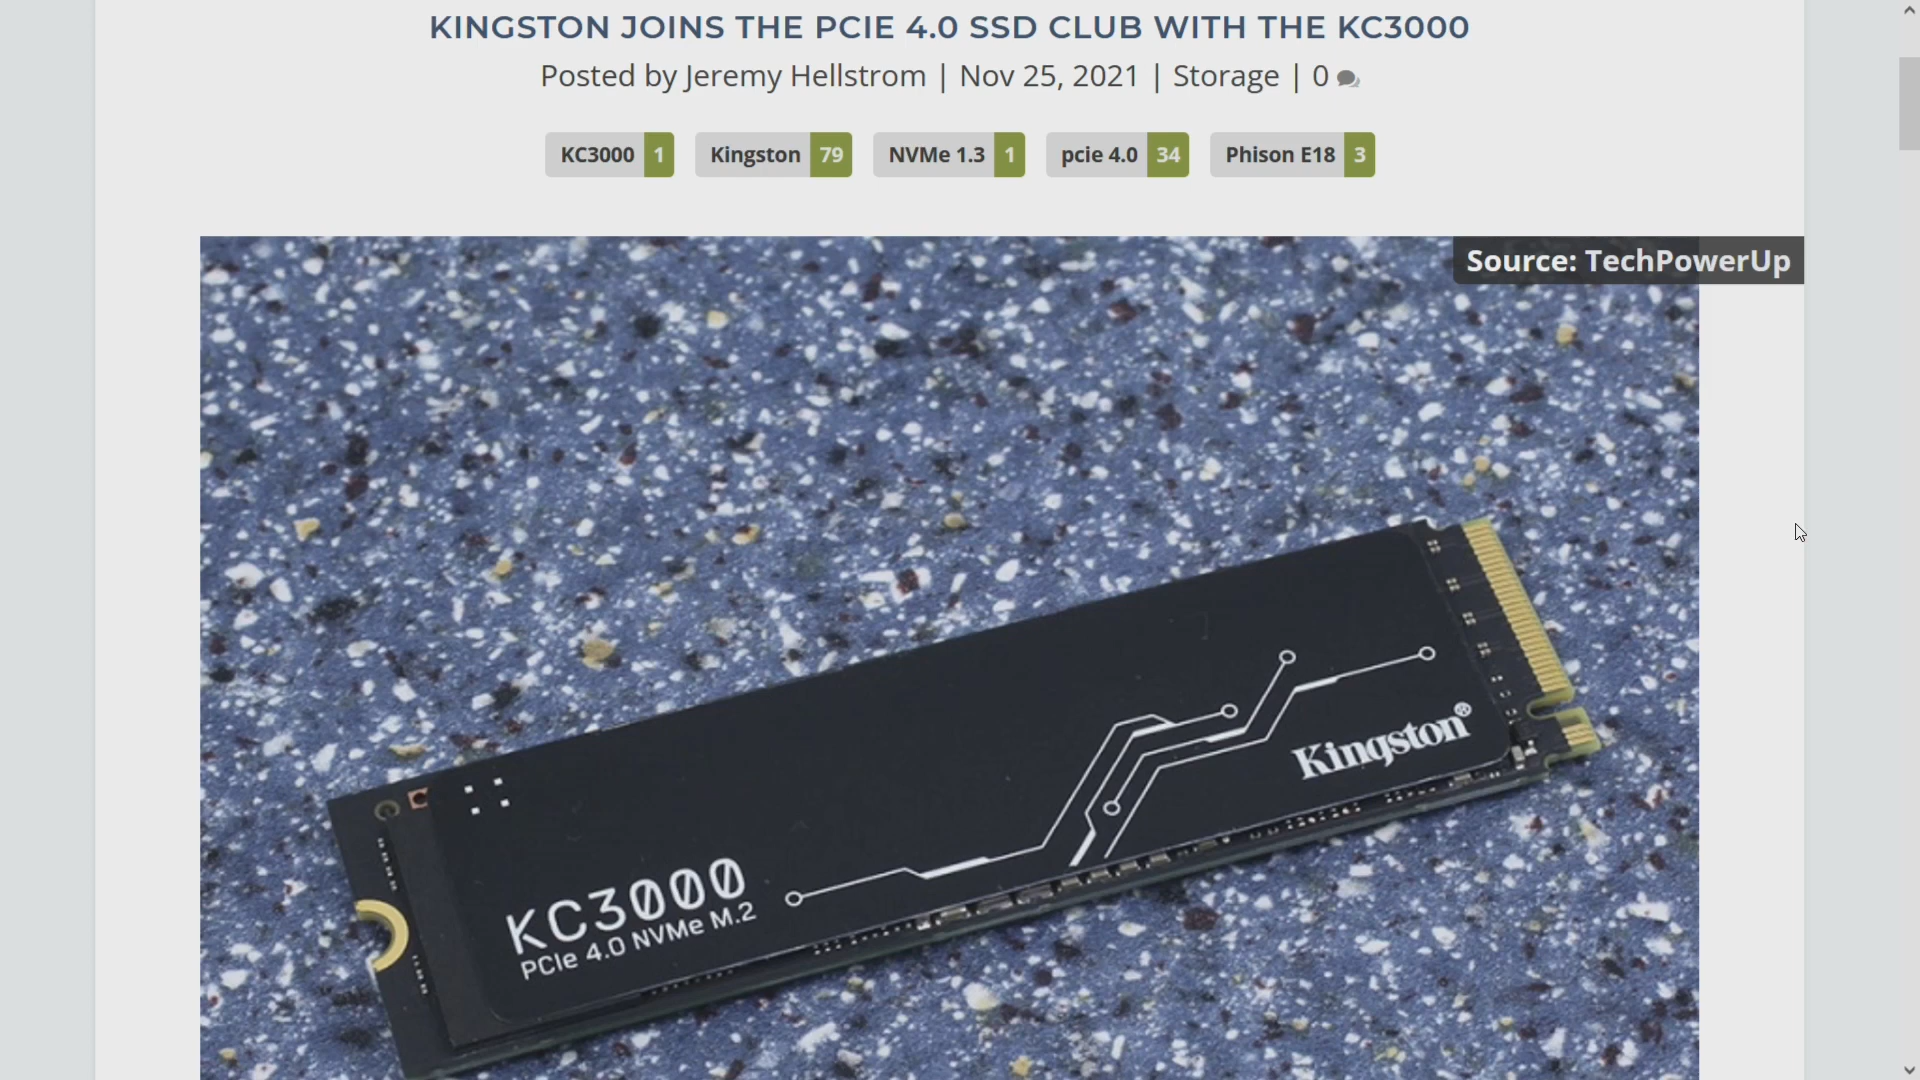 KINGSTON JOINS THE PCIE 4.0 SSD CLUB WITH THE KC3000
Posted by Jeremy Hellstrom | Nov 25, 2021 | Storage | 0
KC3000 1 Kingston 79 NVMe 1.3 1 pcie 4.0 34 Phison E18 3
Source: TechPowerUp
Kingston®
KC3000
PCIe 4.0 NVMe M.2